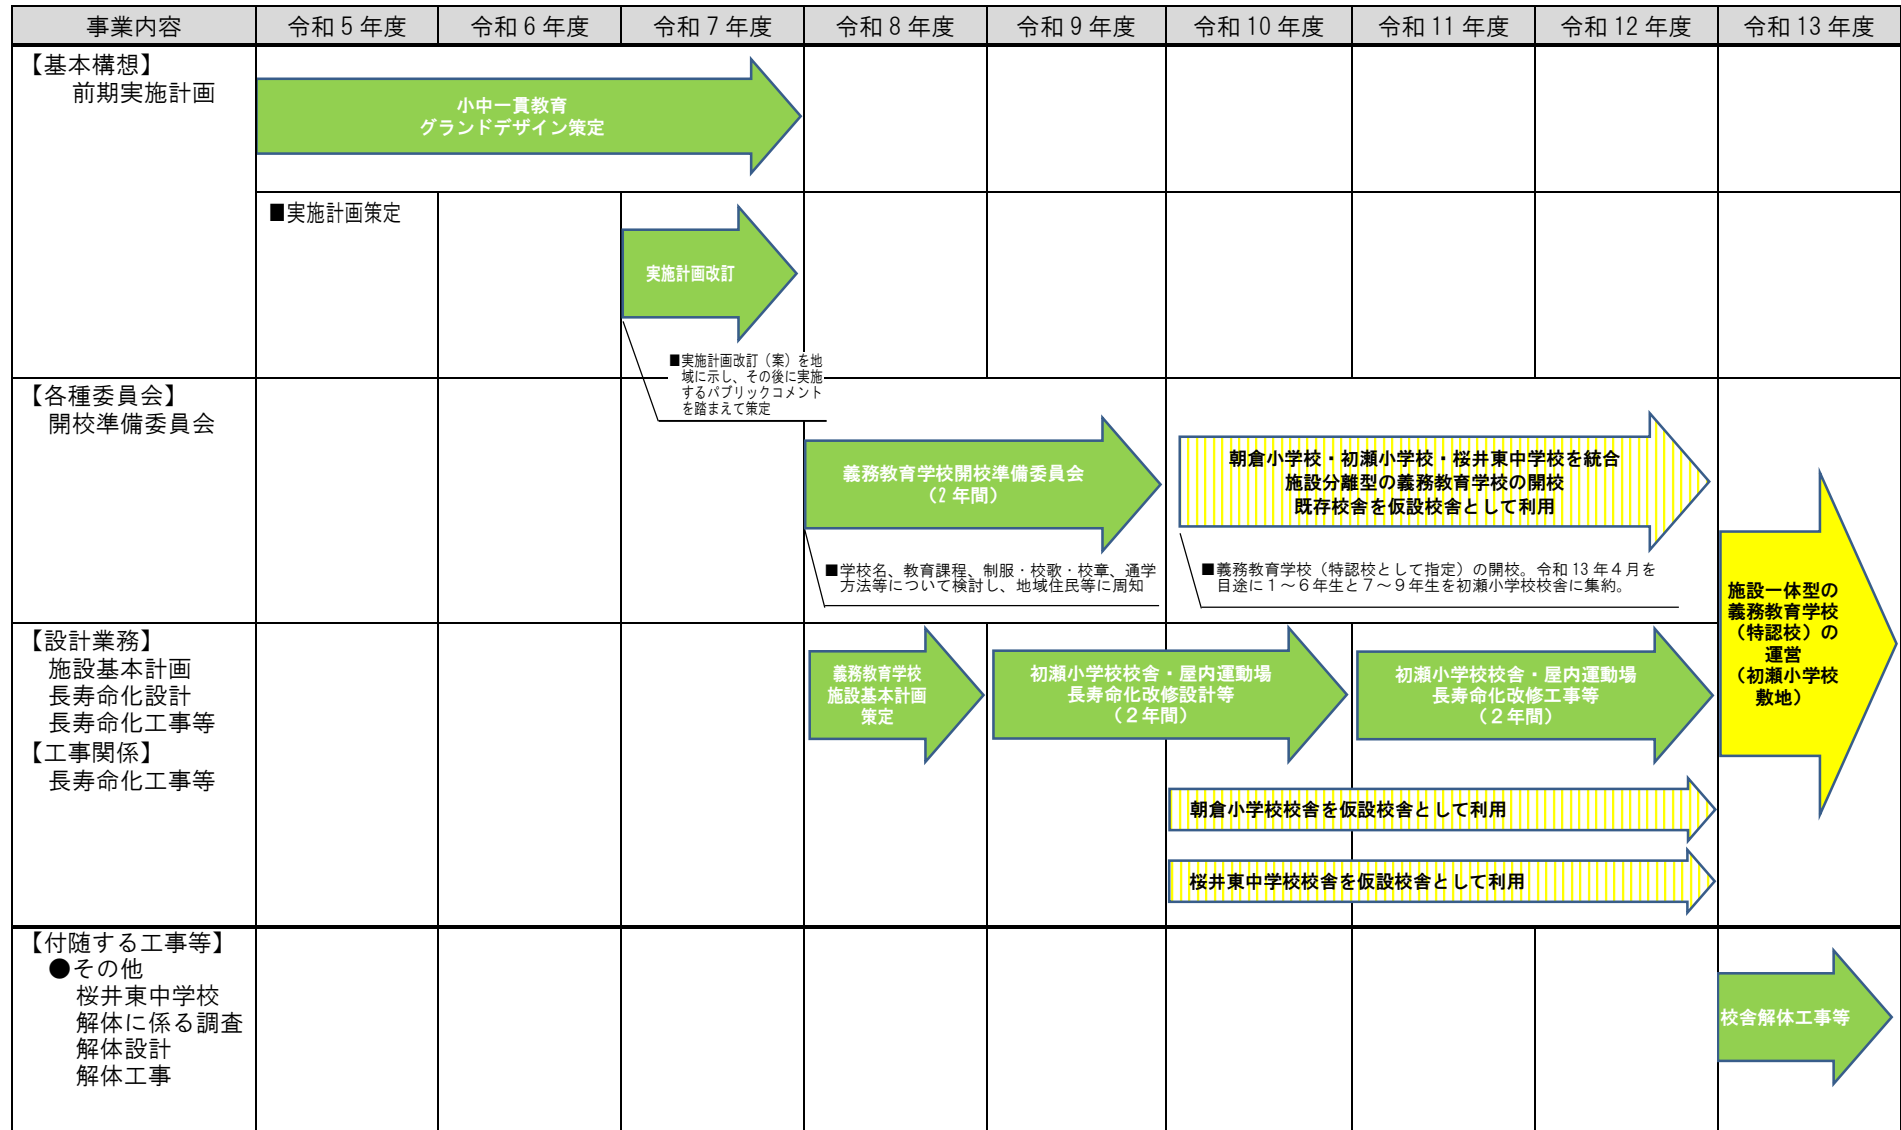 事業内容
令和5年度
令和6年度
令和7年度
令和8年度
令和9年度
令和10年度
令和11年度
令和12年度
令和13年度
【基本構想】
前期実施計画
小中一貫教育
グランドデザイン策定
■実施計画策定
実施計画改訂
■実施計画改訂（案）を地
域に示し、その後に実施
するパブリックコメント
を踏まえて策定
【各種委員会】
開校準備委員会
義務教育学校開校準備委員会
（2年間）
■学校名、教育課程、制服・校歌・校章、通学
方法等について検討し、地域住民等に周知
朝倉小学校・初瀬小学校・桜井東中学校を統合
施設分離型の義務教育学校の開校
既存校舎を仮設校舎として利用
■義務教育学校（特認校として指定）の開校。令和13年４月を
目途に１～６年生と７～９年生を初瀬小学校校舎に集約。
施設一体型の
義務教育学校
（特認校）の
運営
（初瀬小学校
敷地）
【設計業務】
施設基本計画
長寿命化設計
長寿命化工事等
【工事関係】
長寿命化工事等
義務教育学校
施設基本計画
策定
初瀬小学校校舎・屋内運動場
長寿命化改修設計等
（２年間）
初瀬小学校校舎・屋内運動場
長寿命化改修工事等
（２年間）
朝倉小学校校舎を仮設校舎として利用
桜井東中学校校舎を仮設校舎として利用
【付随する工事等】
●その他
桜井東中学校
解体に係る調査
解体設計
解体工事
校舎解体工事等